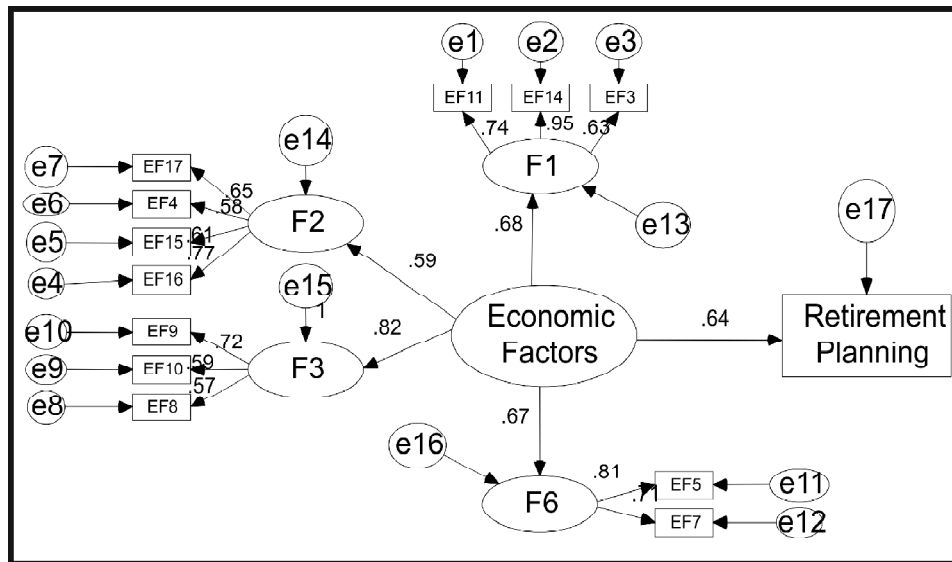 e1
e2
e3
EF11
EF14
EF3
.74
.95
.63
F1
e14
e7
EF17
.65
e6
EF4
.58
F2
e13
.68
e17
e5
EF15
.61
.77
e4
EF16
.59
e15
1
e10
EF9
.72
.82
Economic
Factors
.64
Retirement
Planning
e9
EF10
.59
F3
e8
EF8
.57
.67
e16
.81
F6
EF5
e11
.71
EF7
e12